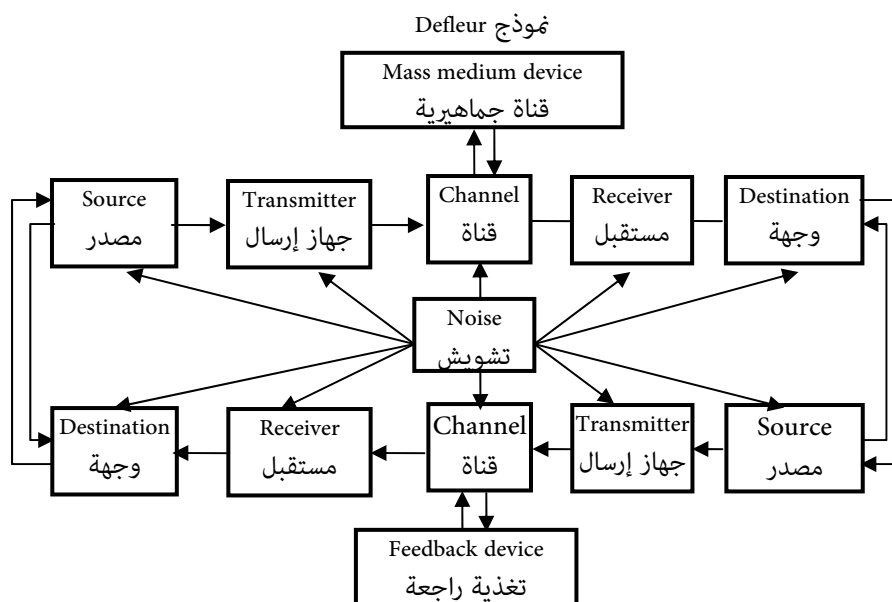 نموذج Defleur
Mass medium device
قناة جماهيرية
Source
مصدر
Transmitter
جهاز إرسال
Channel
قناة
Receiver
مستقبل
Destination
وجهة
Noise
تشويش
Destination
وجهة
Receiver
مستقبل
Channel
قناة
Transmitter
جهاز إرسال
Source
مصدر
Feedback device
تغذية راجعة